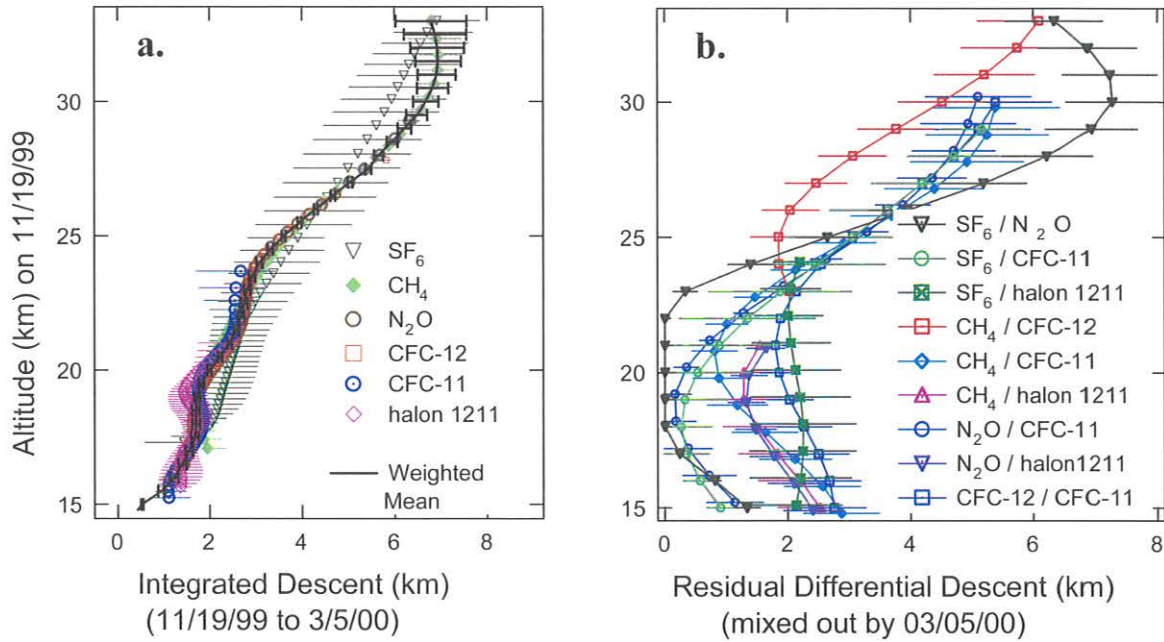 a.
Altitude (km) on 11/19/99
30
25
20
15
SF6
CH4
N2O
CFC-12
CFC-11
halon 1211
Weighted
Mean
0 2 4 6 8
Integrated Descent (km)
(11/19/99 to 3/5/00)
b.
30
25
20
15
SF6 / N2O
SF6 / CFC-11
SF6 / halon 1211
CH4 / CFC-12
CH4 / CFC-11
CH4 / halon 1211
N2O / CFC-11
N2O / halon1211
CFC-12 / CFC-11
0 2 4 6 8
Residual Differential Descent (km)
(mixed out by 03/05/00)